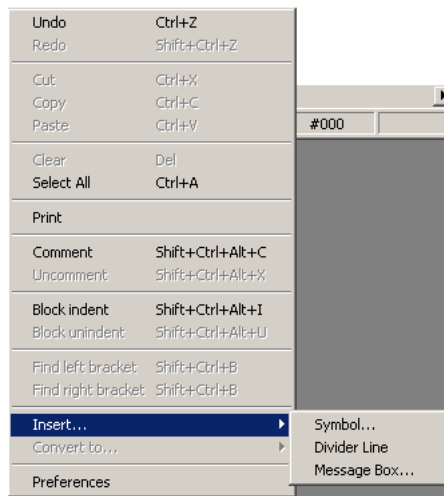 Undo Ctrl+Z
Redo Shift+Ctrl+Z
Cut Ctrl+X
Copy Ctrl+C
Paste Ctrl+V
#000
Clear Del
Select All Ctrl+A
Print
Comment Shift+Ctrl+Alt+C
Uncomment Shift+Ctrl+Alt+X
Block indent Shift+Ctrl+Alt+I
Block unindent Shift+Ctrl+Alt+U
Find left bracket Shift+Ctrl+B
Find right bracket Shift+Ctrl+B
Insert...
Symbol...
Convert to...
Divider Line
Message Box...
Preferences